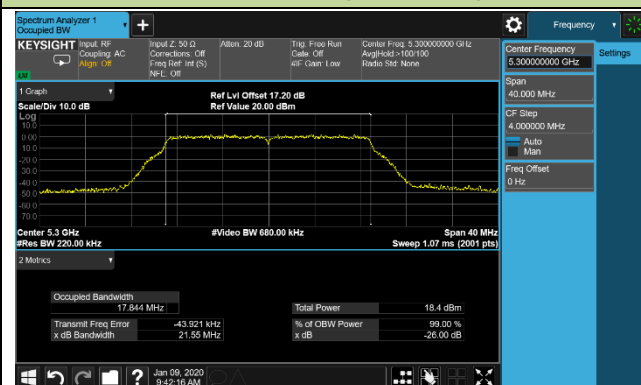 Spectrum Analyzer 1
Occupied BW
Frequency
KEYSIGHT
Input: RF
Coupling: AC
Align: Off
Input Z: 50 Ω
Corrections: Off
Freq Ref: Int (S)
NFE: Off
Atten: 20 dB
Trig: Free Run
Gate: Off
#IF Gain: Low
Center Freq: 5.300000000 GHz
Avg|Hold:>100/100
Radio Std: None
LXI
Center Frequency
5.300000000 GHz
Settings
Span
40.000 MHz
CF Step
4.000000 MHz
Auto
Man
Freq Offset
0 Hz
1 Graph
Scale/Div 10.0 dB
Ref Lvl Offset 17.20 dB
Ref Value 20.00 dBm
Log
10.0
0.00
-10.0
-20.0
-30.0
-40.0
-50.0
-60.0
-70.0
Center 5.3 GHz
#Res BW 220.00 kHz
#Video BW 680.00 kHz
Span 40 MHz
Sweep 1.07 ms (2001 pts)
2 Metrics
Occupied Bandwidth
17.844 MHz
Total Power 18.4 dBm
Transmit Freq Error -43.921 kHz
% of OBW Power 99.00 %
x dB Bandwidth 21.55 MHz
x dB -26.00 dB
Jan 09, 2020
9:42:16 AM